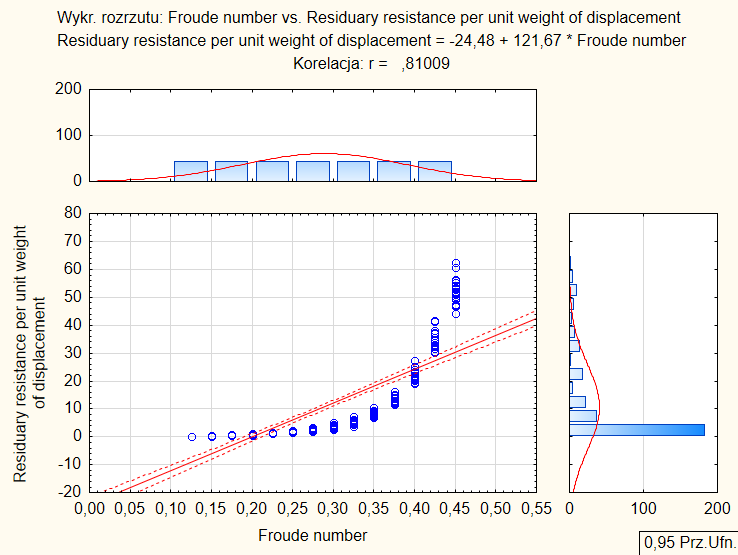 Wykr. rozrzutu: Froude number vs. Residuary resistance per unit weight of displacement
Residuary resistance per unit weight of displacement = -24,48 + 121,67 * Froude number
Korelacja: r = ,81009
200
100
0
80
70
60
50
40
30
20
10
0
-10
-20
Residuary resistance per unit weight
of displacement
0,00 0,05 0,10 0,15 0,20 0,25 0,30 0,35 0,40 0,45 0,50 0,55
Froude number
0 100 200
0,95 Prz.Ufn.